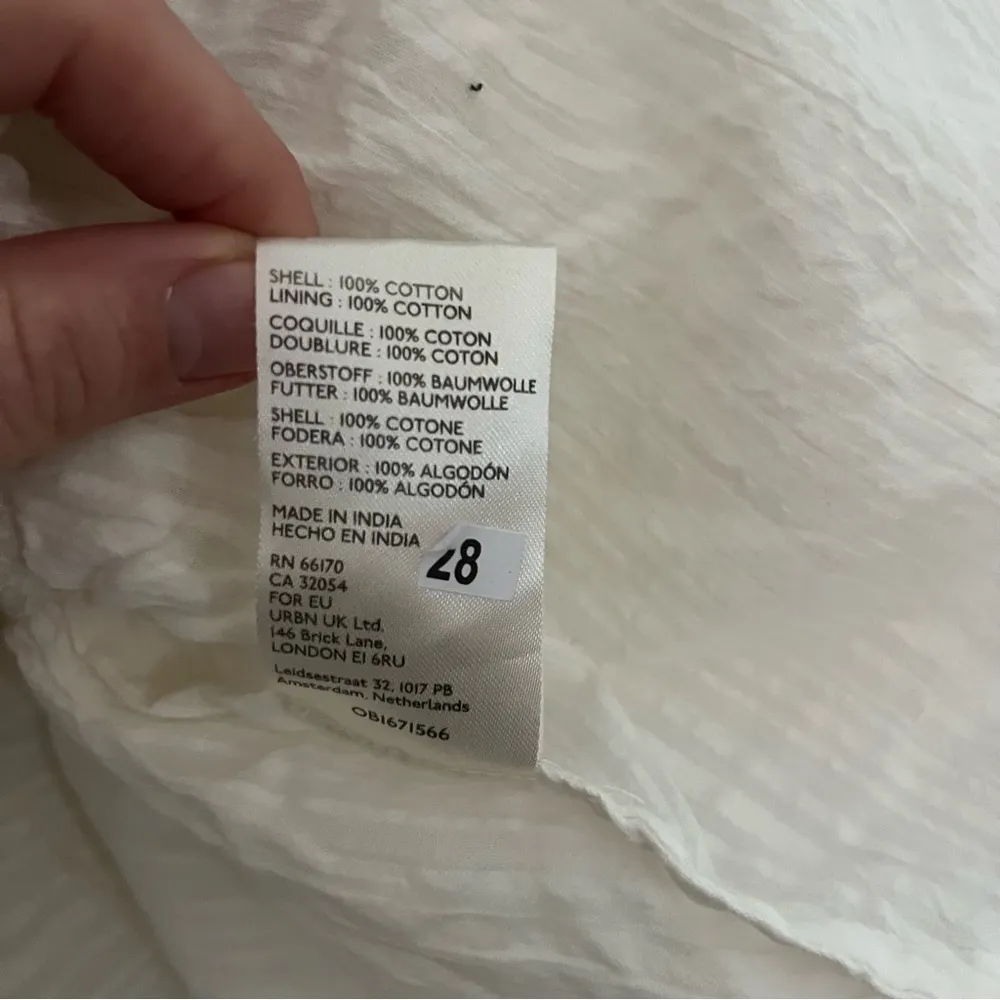 SHELL : 100% COTTON
LINING : 100% COTTON
COQUILLE : 100% COTON
DOUBLURE : 100% COTON
OBERSTOFF : 100% BAUMWOLLE
FUTTER : 100% BAUMWOLLE
SHELL : 100% COTONE
FODERA : 100% COTONE
EXTERIOR : 100% ALGODÓN
FORRO : 100% ALGODÓN
MADE IN INDIA
HECHO EN INDIA
28
RN 66170
CA 32054
FOR EU
URBN UK Ltd.
146 Brick Lane,
LONDON E1 6RU
Leidsestraat 32, 1017 PB
Amsterdam, Netherlands
OB1671566